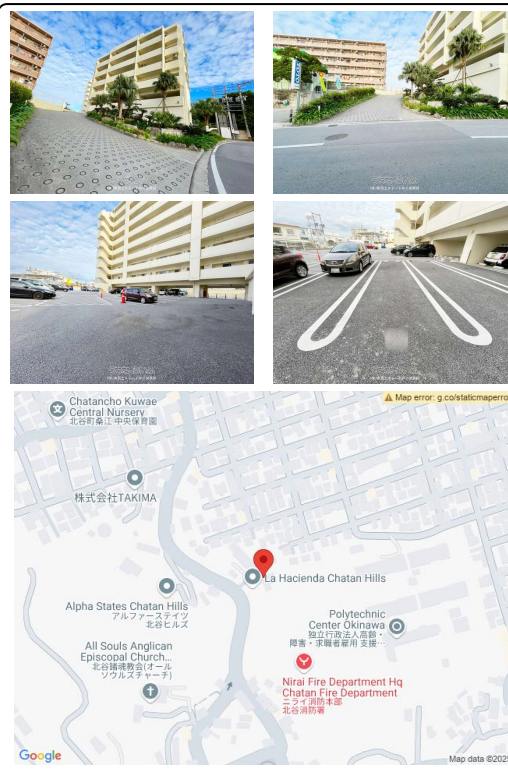 ⚠ Map error: g.co/staticmaperro
Chatancho Kuwae
Central Nursery
北谷町桑江中央保育園
株式会社TAKIMA
La Hacienda Chatan Hills
Alpha States Chatan Hills
アルファーステイツ
北谷ヒルズ
Polytechnic
Center Okinawa
独立行政法人高齢・
障害・求職者雇用支援…
All Souls Anglican
Episcopal Church...
北谷諸魂教会(オール
ソウルズチャーチ)
Nirai Fire Department Hq
Chatan Fire Department
ニライ消防本部
北谷消防署
Google
Map data ©2025